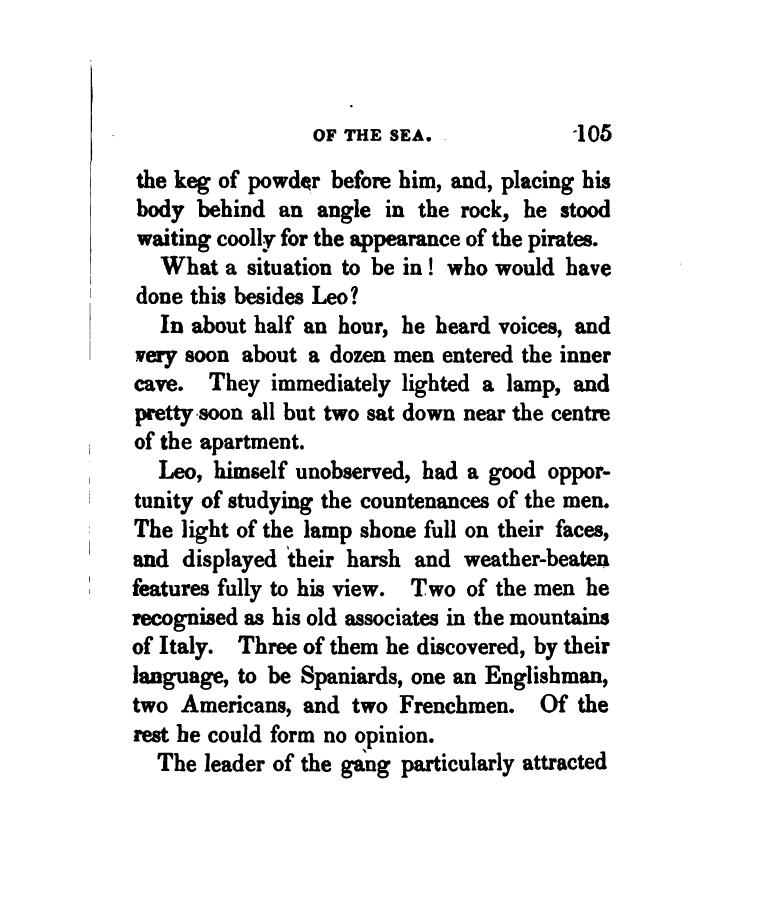 OF THE SEA. 105
the keg of powder before him, and, placing his
body behind an angle in the rock, he stood
waiting coolly for the appearance of the pirates.
What a situation to be in! who would have
done this besides Leo?
In about half an hour, he heard voices, and
very soon about a dozen men entered the inner
cave. They immediately lighted a lamp, and
pretty soon all but two sat down near the centre
of the apartment.
Leo, himself unobserved, had a good oppor-
tunity of studying the countenances of the men.
The light of the lamp shone full on their faces,
and displayed their harsh and weather-beaten
features fully to his view. Two of the men he
recognised as his old associates in the mountains
of Italy. Three of them he discovered, by their
language, to be Spaniards, one an Englishman,
two Americans, and two Frenchmen. Of the
rest he could form no opinion.
The leader of the gang particularly attracted